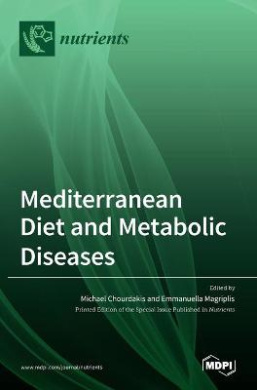 nutrients
Mediterranean
Diet and Metabolic
Diseases
Edited by
Michael Chourdakis and Emmanuella Magriplis
Printed Edition of the Special Issue Published in Nutrients
www.mdpi.com/journal/nutrients
MDPI